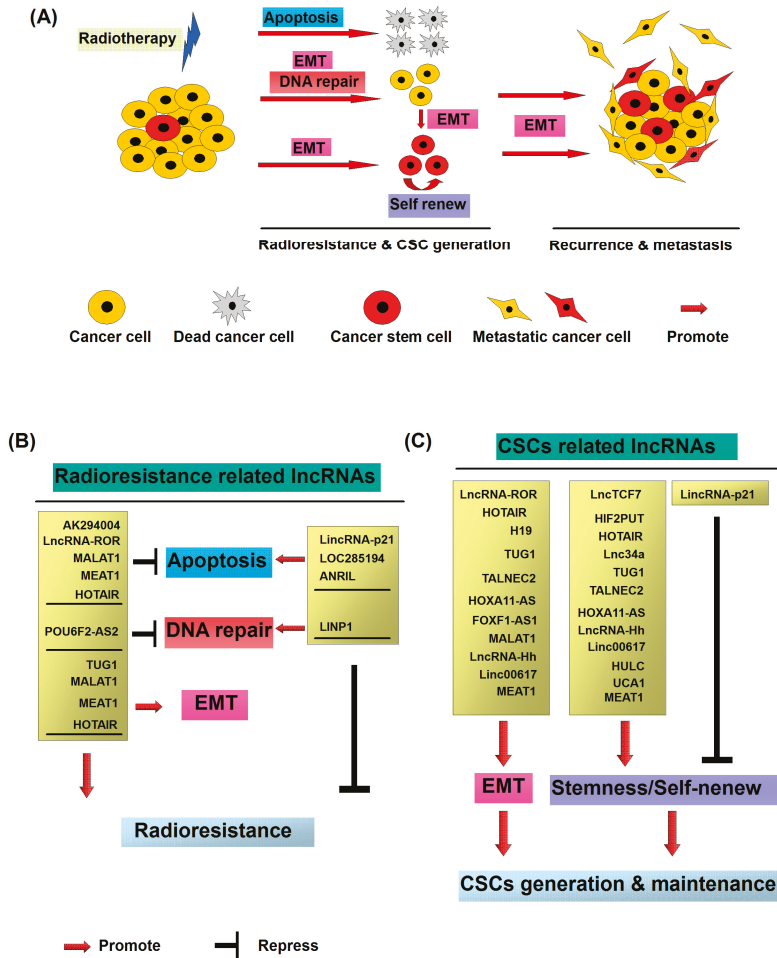 (A)
Radiotherapy
Apoptosis
EMT
DNA repair
EMT
EMT
EMT
Self renew
Radioresistance & CSC generation
Recurrence & metastasis
Cancer cell
Dead cancer cell
Cancer stem cell
Metastatic cancer cell
Promote
(B)
Radioresistance related lncRNAs
AK294004
LncRNA-ROR
MALAT1
MEAT1
HOTAIR
POU6F2-AS2
TUG1
MALAT1
MEAT1
HOTAIR
Apoptosis
DNA repair
EMT
LincRNA-p21
LOC285194
ANRIL
LINP1
Radioresistance
Promote
Repress
(C)
CSCs related lncRNAs
LncRNA-ROR
HOTAIR
H19
TUG1
TALNEC2
HOXA11-AS
FOXF1-AS1
MALAT1
LncRNA-Hh
Linc00617
MEAT1
LncTCF7
HIF2PUT
HOTAIR
Lnc34a
TUG1
TALNEC2
HOXA11-AS
LncRNA-Hh
Linc00617
HULC
UCA1
MEAT1
LincRNA-p21
EMT
Stemness/Self-nenew
CSCs generation & maintenance